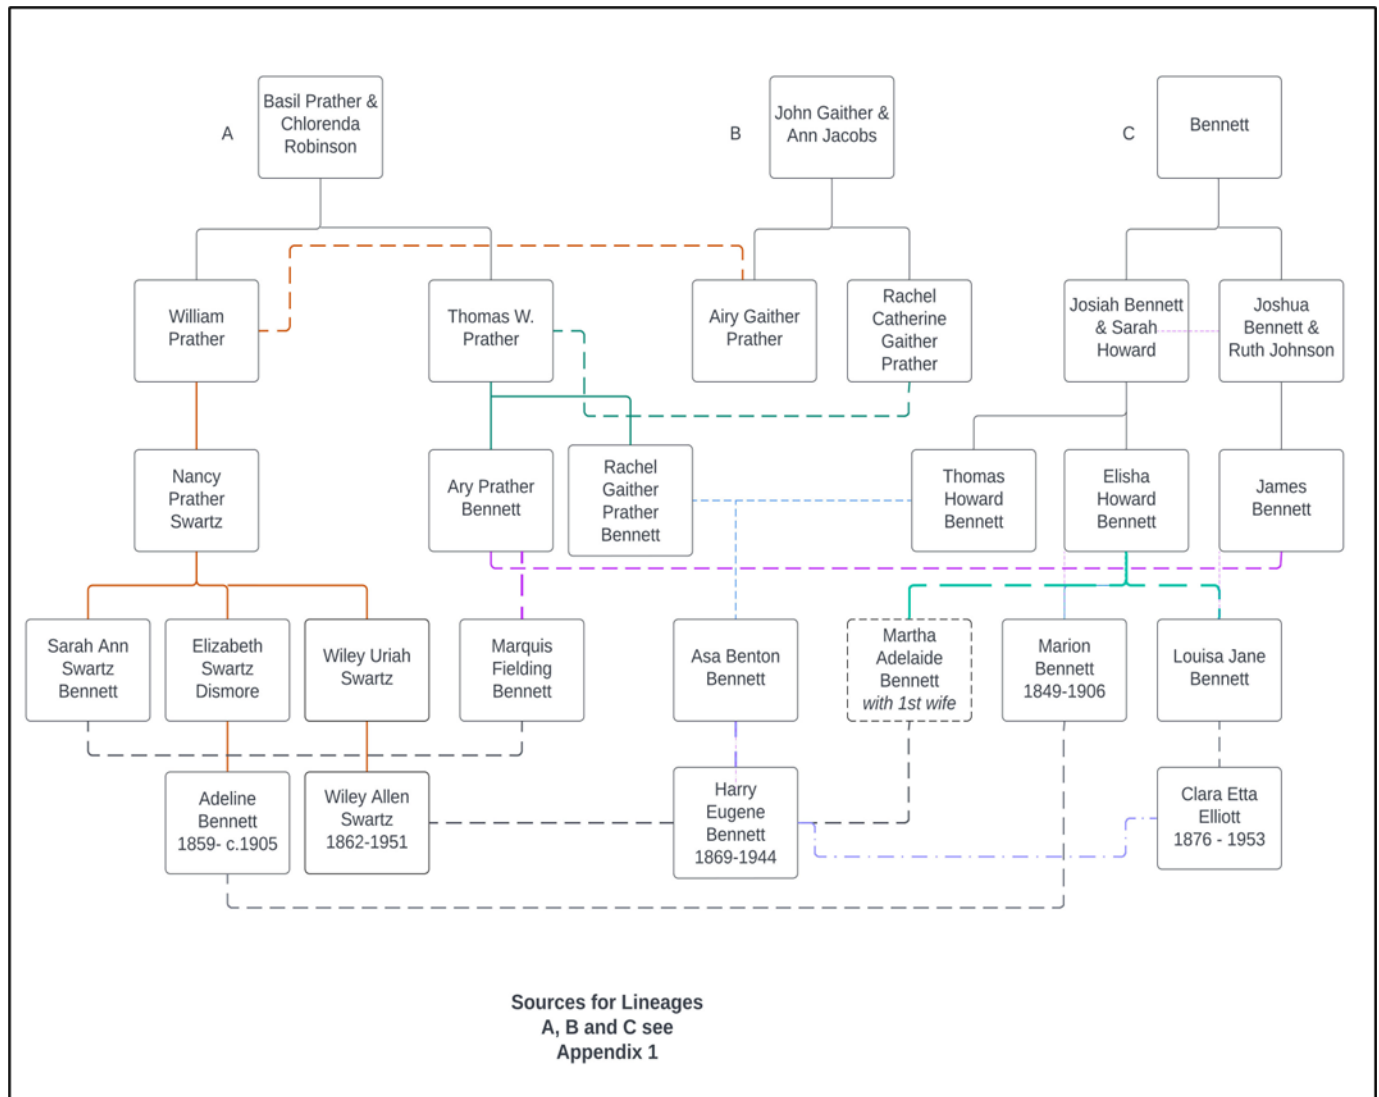 Basil Prather &
Chlorenda
Robinson
A
John Gaither &
Ann Jacobs
B
Bennett
C
William
Prather
Thomas W.
Prather
Airy Gaither
Prather
Rachel
Catherine
Gaither
Prather
Josiah Bennett
& Sarah
Howard
Joshua
Bennett &
Ruth Johnson
Nancy
Prather
Swartz
Ary Prather
Bennett
Rachel
Gaither
Prather
Bennett
Thomas
Howard
Bennett
Elisha
Howard
Bennett
James
Bennett
Sarah Ann
Swartz
Bennett
Elizabeth
Swartz
Dismore
Wiley Uriah
Swartz
Marquis
Fielding
Bennett
Asa Benton
Bennett
Martha
Adelaide
Bennett
with 1st wife
Marion
Bennett
1849-1906
Louisa Jane
Bennett
Adeline
Bennett
1859- c.1905
Wiley Allen
Swartz
1862-1951
Harry
Eugene
Bennett
1869-1944
Clara Etta
Elliott
1876 - 1953
Sources for Lineages
A, B and C see
Appendix 1